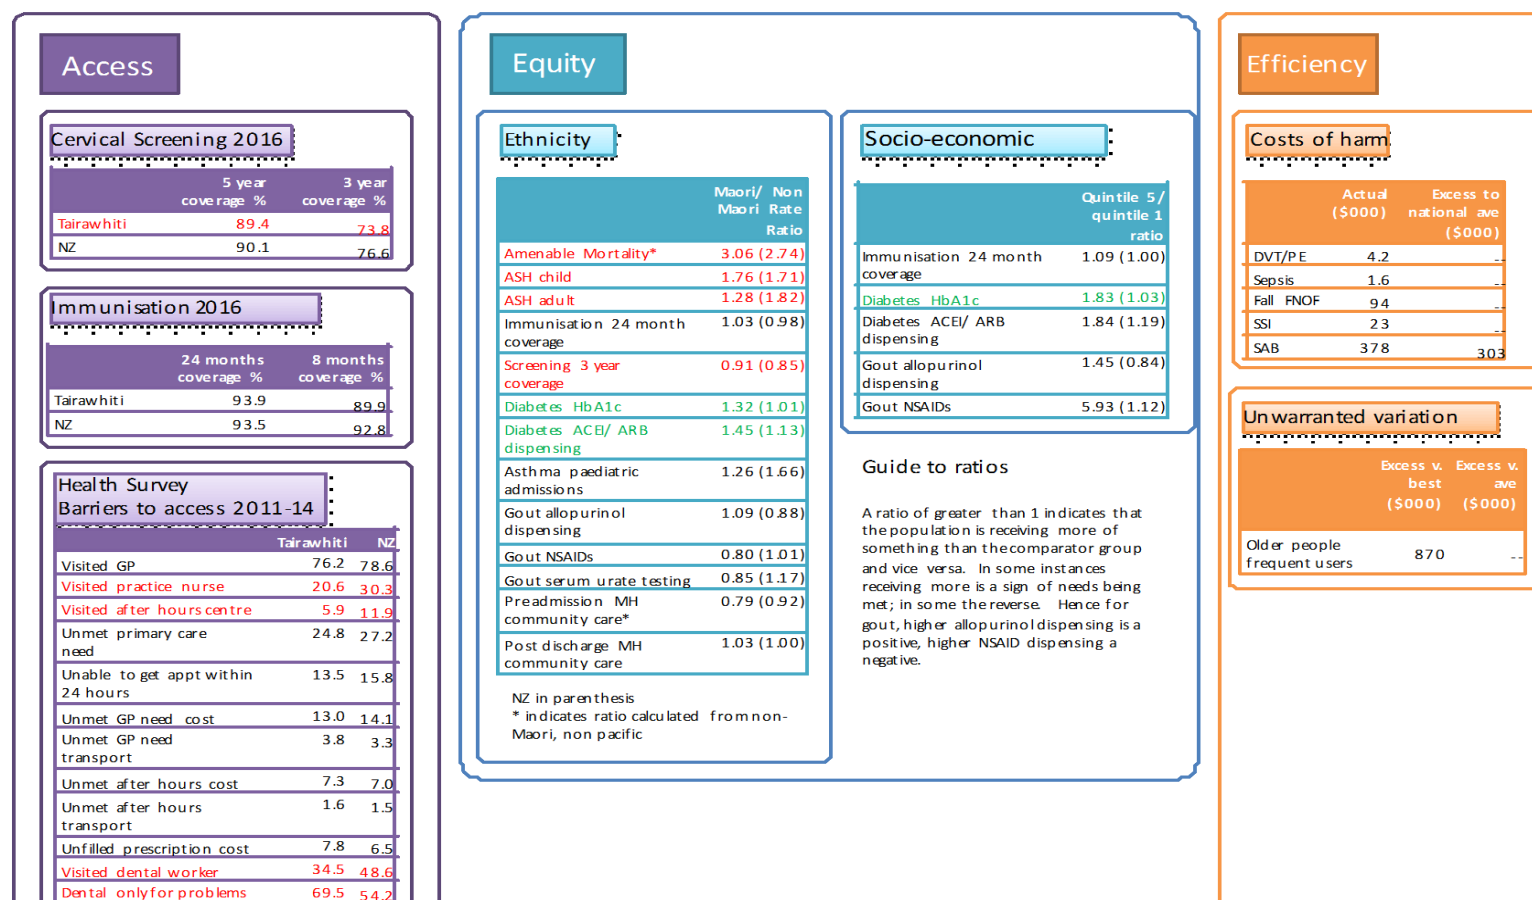 Access
Cervical Screening 2016
5 year 3 year
coverage % coverage %
Tairawhiti 89.4 73.8
NZ 90.1 76.6
Immunisation 2016
24 months 8 months
coverage % coverage %
Tairawhiti 93.9 89.9
NZ 93.5 92.8
Health Survey
Barriers to access 2011-14
Tairawhiti NZ
Visited GP 76.2 78.6
Visited practice nurse 20.6 30.3
Visited after hours centre 5.9 11.9
Unmet primary care 24.8 27.2
need
Unable to get appt within 13.5 15.8
24 hours
Unmet GP need cost 13.0 14.1
Unmet GP need 3.8 3.3
transport
Unmet after hours cost 7.3 7.0
Unmet after hours 1.6 1.5
transport
Unfilled prescription cost 7.8 6.5
Visited dental worker 34.5 48.6
Dental only for problems 69.5 54.2
Equity
Ethnicity
Maori/ Non
Maori Rate
Ratio
Amenable Mortality* 3.06 (2.74)
ASH child 1.76 (1.71)
ASH adult 1.28 (1.82)
Immunisation 24 month 1.03 (0.98)
coverage
Screening 3 year 0.91 (0.85)
coverage
Diabetes HbA1c 1.32 (1.01)
Diabetes ACEI/ ARB 1.45 (1.13)
dispensing
Asthma paediatric 1.26 (1.66)
admissions
Gout allopurinol 1.09 (0.88)
dispensing
Gout NSAIDs 0.80 (1.01)
Gout serum urate testing 0.85 (1.17)
Preadmission MH 0.79 (0.92)
community care*
Post discharge MH 1.03 (1.00)
community care
NZ in parenthesis
* indicates ratio calculated from non-
Maori, non pacific
Socio-economic
Quintile 5/
quintile 1
ratio
Immunisation 24 month 1.09 (1.00)
coverage
Diabetes HbA1c 1.83 (1.03)
Diabetes ACEI/ ARB 1.84 (1.19)
dispensing
Gout allopurinol 1.45 (0.84)
dispensing
Gout NSAIDs 5.93 (1.12)
Guide to ratios
A ratio of greater than 1 indicates that
the population is receiving more of
something than the comparator group
and vice versa. In some instances
receiving more is a sign of needs being
met; in some the reverse. Hence for
gout, higher allopurinol dispensing is a
positive, higher NSAID dispensing a
negative.
Efficiency
Costs of harm
Actual Excess to
($000) national ave
($000)
DVT/PE 4.2 --
Sepsis 1.6 --
Fall FNOF 94 --
SSI 23 --
SAB 378 303
Unwarranted variation
Excess v. Excess v.
best ave
($000) ($000)
Older people 870 --
frequent users